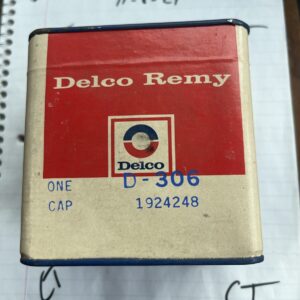 Delco Remy
Delco
ONE D-306
CAP 1924248